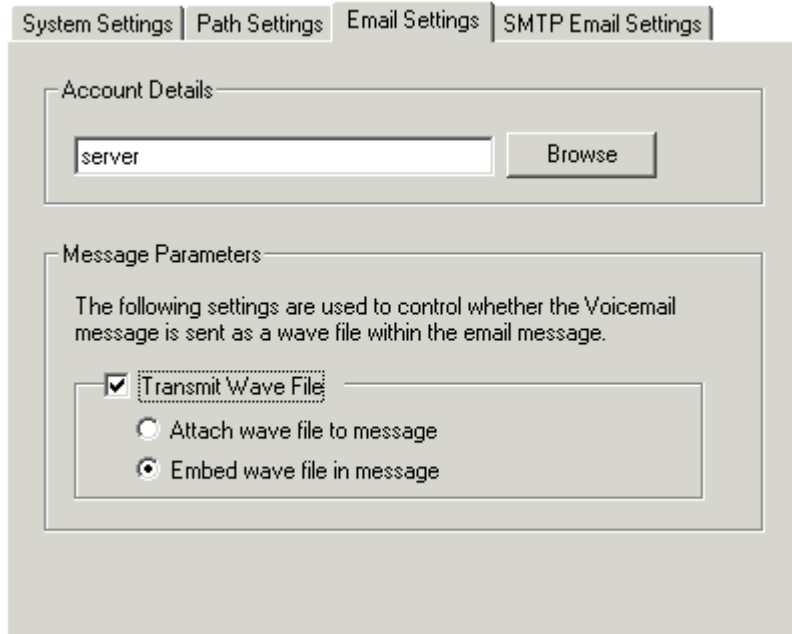 System Settings Path Settings Email Settings SMTP Email Settings
Account Details
server Browse
Message Parameters
The following settings are used to control whether the Voicemail
message is sent as a wave file within the email message.
Transmit Wave File
Attach wave file to message
Embed wave file in message